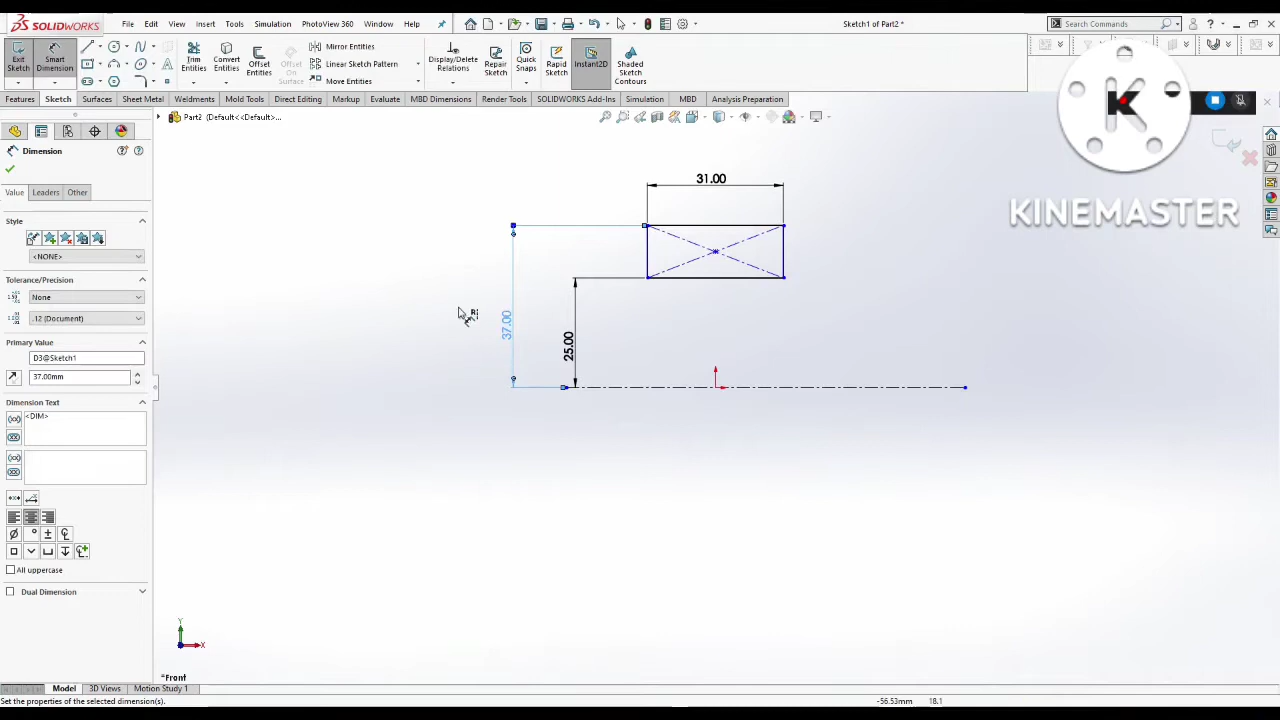 SOLIDWORKS
File Edit View Insert Tools Simulation PhotoView 360 Window Help
Sketch1 of Part2 *
Search Commands
Exit Sketch
Smart Dimension
Trim Entities
Convert Entities
Offset Entities
Offset On Surface
Mirror Entities
Linear Sketch Pattern
Move Entities
Display/Delete Relations
Repair Sketch
Quick Snaps
Rapid Sketch
Instant2D
Shaded Sketch Contours
Features Sketch Surfaces Sheet Metal Weldments Mold Tools Direct Editing Markup Evaluate MBD Dimensions Render Tools SOLIDWORKS Add-Ins Simulation MBD Analysis Preparation
Part2 (Default<<Default>...
K
KINEMASTER
Dimension
Value Leaders Other
Style
<NONE>
Tolerance/Precision
None
.12 (Document)
Primary Value
D3@Sketch1
37.00mm
Dimension Text
<DIM>
All uppercase
Dual Dimension
31.00
37.00
25.00
Y
X
*Front
Model 3D Views Motion Study 1
Set the properties of the selected dimension(s).
-56.53mm 18.1